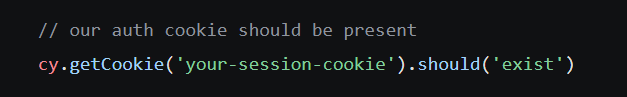 // our auth cookie should be present
cy.getCookie('your-session-cookie').should('exist')